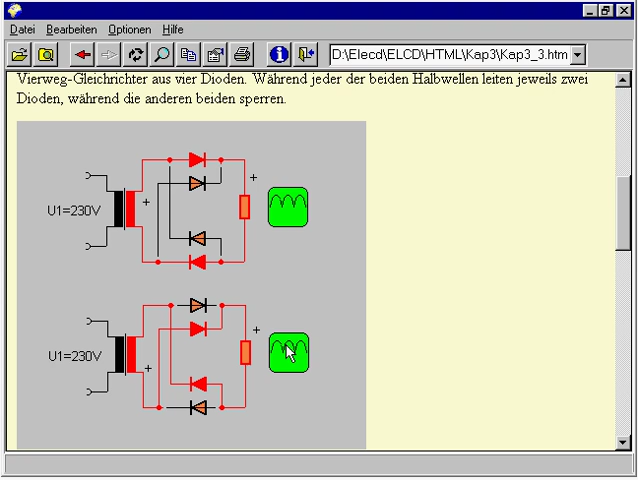 Datei Bearbeiten Optionen Hilfe
D:\Elecd\ELCD\HTML\Kap3\Kap3_3.htm
Vierweg-Gleichrichter aus vier Dioden. Während jeder der beiden Halbwellen leiten jeweils zwei
Dioden, während die anderen beiden sperren.
+
+
U1=230V
+
U1=230V
+